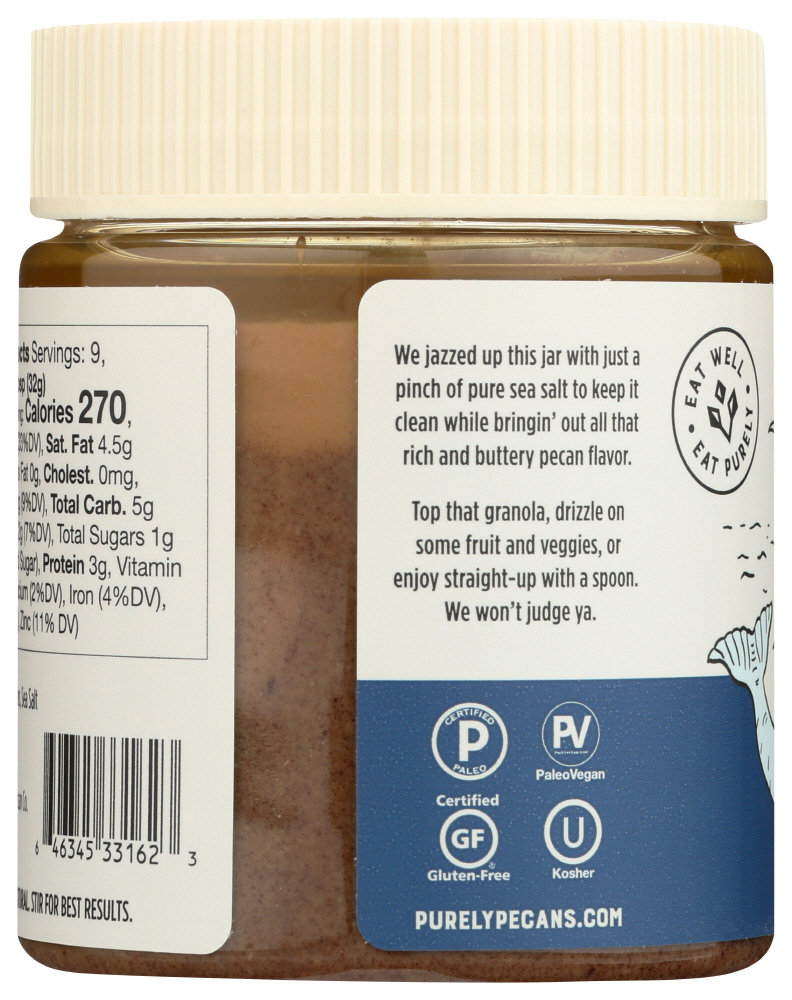 Servings: 9,
(32g)
Calories 270,
DV), Sat. Fat 4.5g
Fat 0g, Cholest. 0mg,
(9%DV), Total Carb. 5g
(7%DV), Total Sugars 1g
Sugar), Protein 3g, Vitamin
(2%DV), Iron (4%DV),
Zinc (11% DV)
Sea Salt
6 46345 33162 3
STIR FOR BEST RESULTS.
We jazzed up this jar with just a
pinch of pure sea salt to keep it
clean while bringin' out all that
rich and buttery pecan flavor.
Top that granola, drizzle on
some fruit and veggies, or
enjoy straight-up with a spoon.
We won't judge ya.
EAT WELL
EAT PURELY
CERTIFIED
P
PALEO
PV
PaleoVegan
Certified
GF
Gluten-Free
U
Kosher
PURELYPECANS.COM